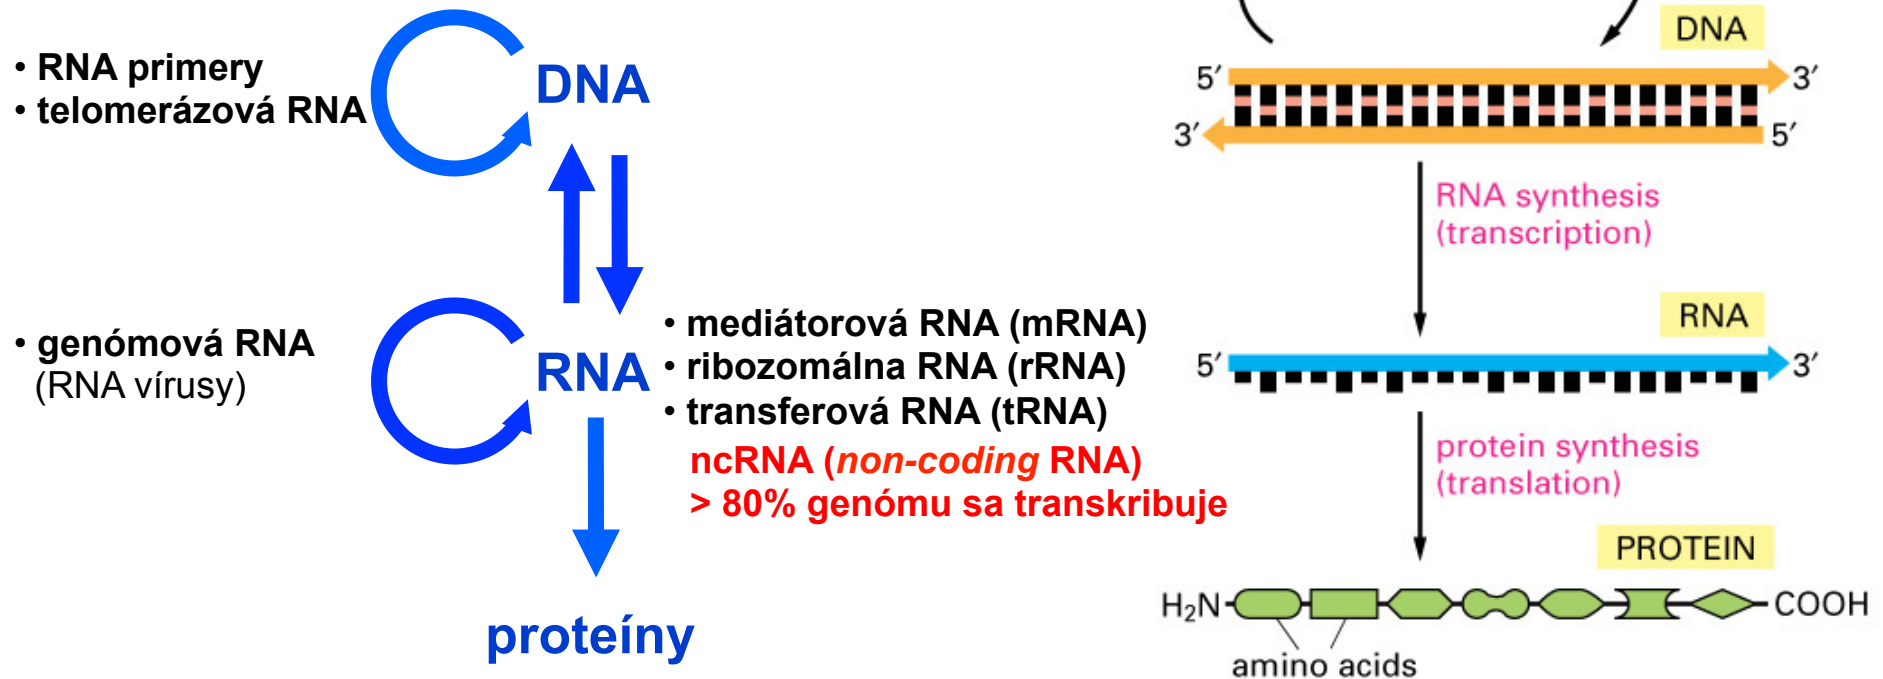 • RNA primery
• telomerázová RNA
DNA
• genómová RNA
(RNA vírusy)
RNA
• mediátorová RNA (mRNA)
• ribozomálna RNA (rRNA)
• transferová RNA (tRNA)
ncRNA (non-coding RNA)
> 80% genómu sa transkribuje
proteíny
DNA
5′ 3′
3′ 5′
RNA synthesis
(transcription)
RNA
5′ 3′
protein synthesis
(translation)
PROTEIN
H₂N COOH
amino acids